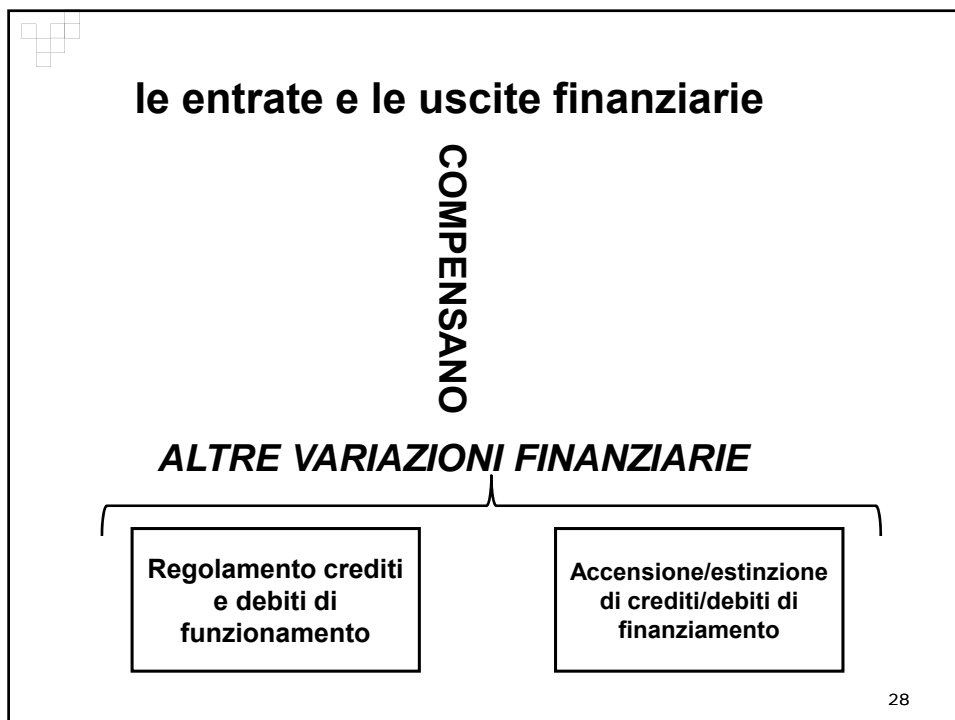 le entrate e le uscite finanziarie
COMPENSANO
ALTRE VARIAZIONI FINANZIARIE
Regolamento crediti
e debiti di
funzionamento
Accensione/estinzione
di crediti/debiti di
finanziamento
28